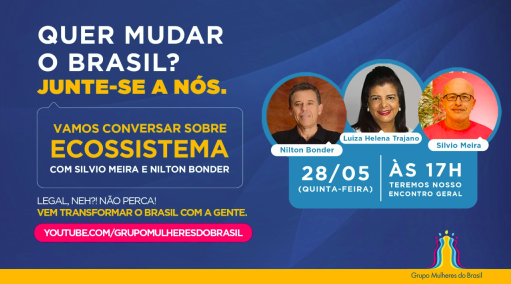 QUER MUDAR
O BRASIL?
JUNTE-SE A NÓS.
VAMOS CONVERSAR SOBRE
ECOSSISTEMA
COM SILVIO MEIRA E NILTON BONDER
LEGAL, NEH?! NÃO PERCA!
VEM TRANSFORMAR O BRASIL COM A GENTE.
YOUTUBE.COM/GRUPOMULHERESDOBRASIL
Nilton Bonder
Luiza Helena Trajano
Silvio Meira
28/05
(QUINTA-FEIRA)
ÀS 17H
TEREMOS NOSSO
ENCONTRO GERAL
Grupo Mulheres do Brasil